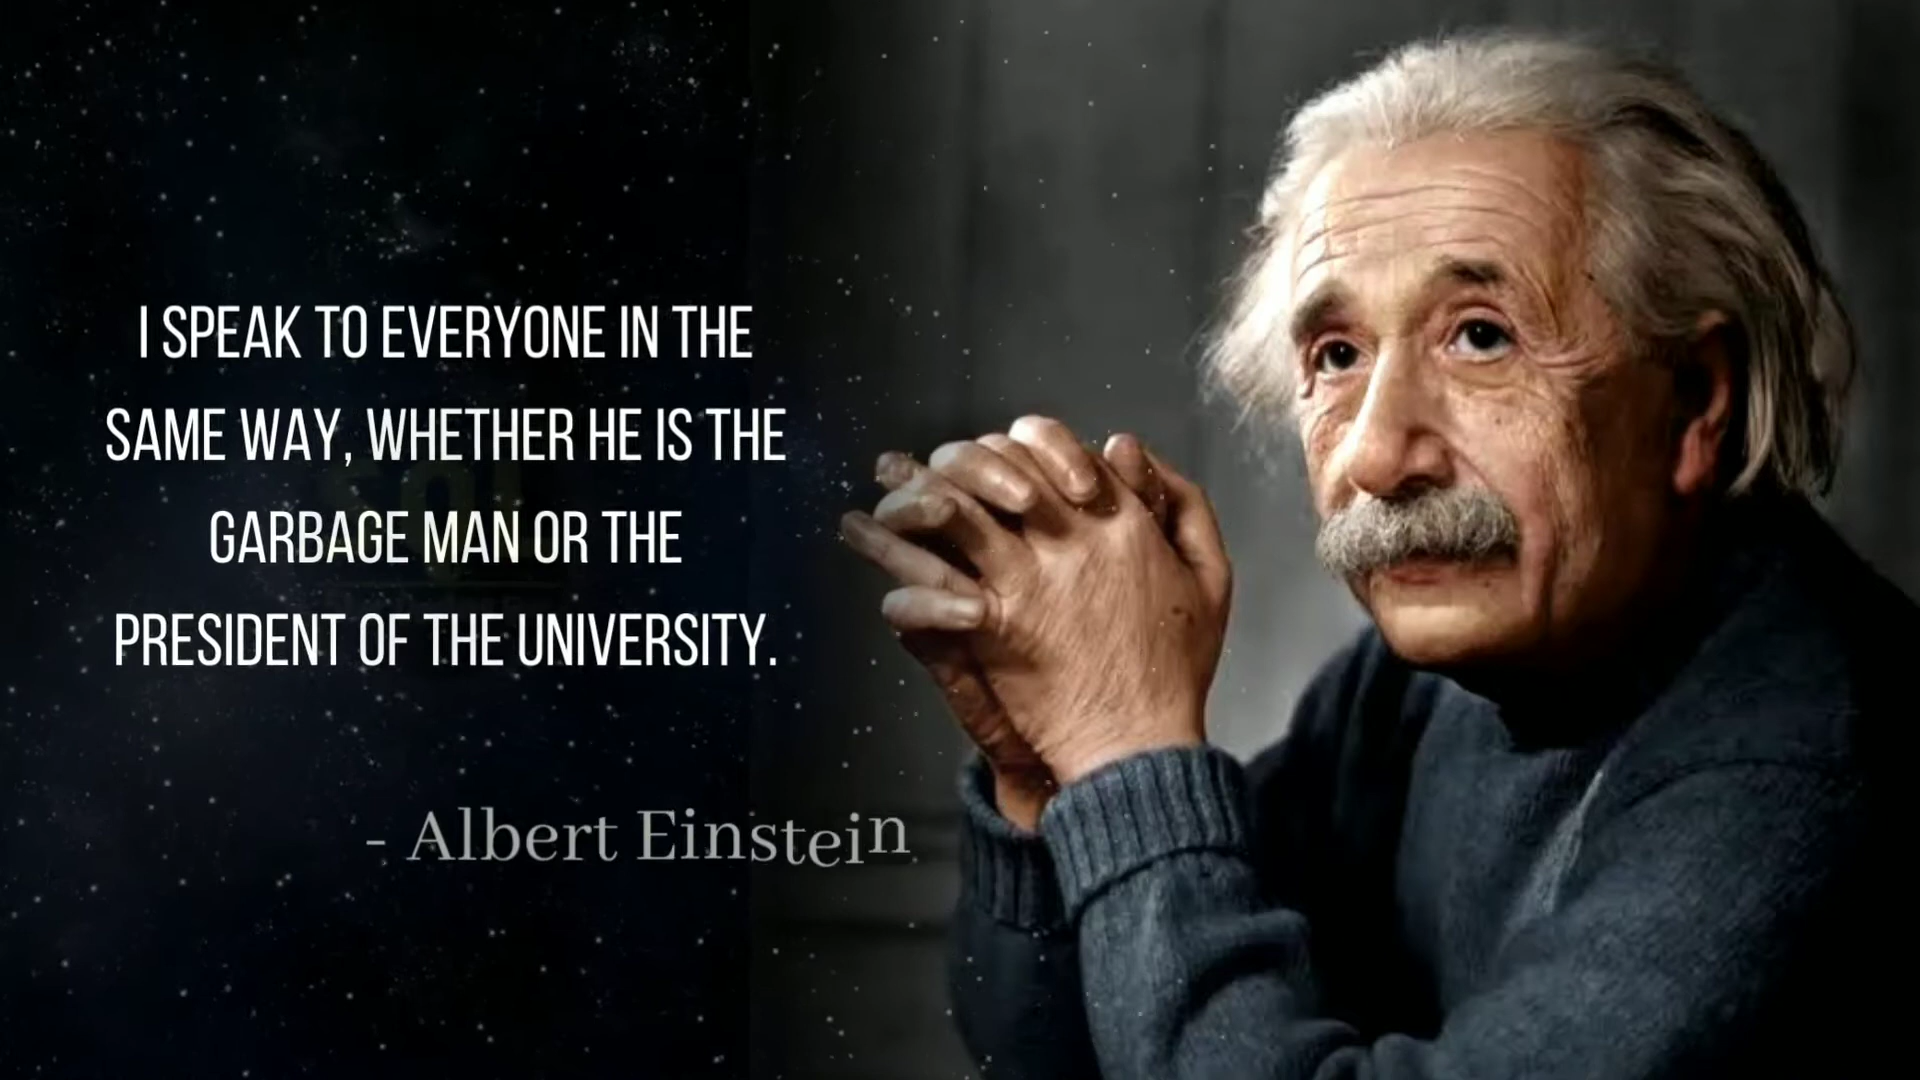 I SPEAK TO EVERYONE IN THE
SAME WAY, WHETHER HE IS THE
GARBAGE MAN OR THE
PRESIDENT OF THE UNIVERSITY.
- Albert Einstein